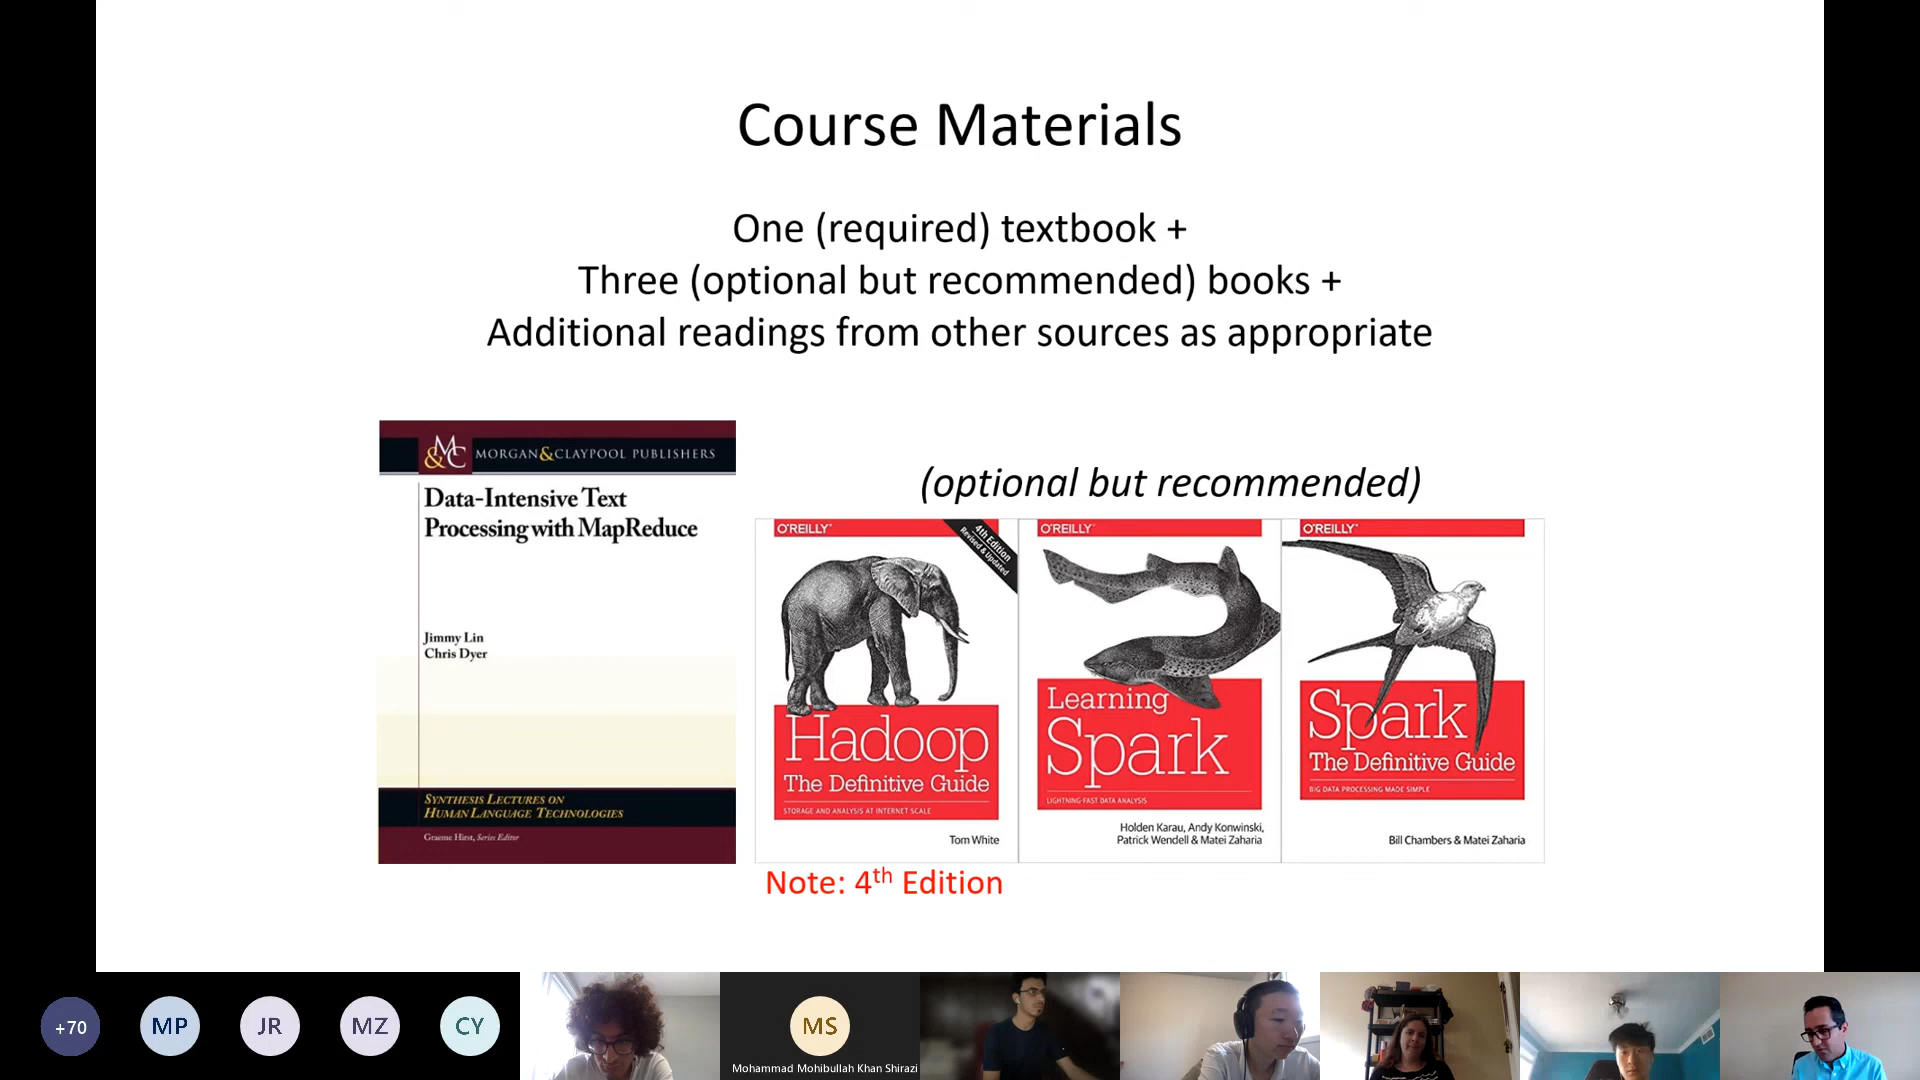 Course Materials
One (required) textbook +
Three (optional but recommended) books +
Additional readings from other sources as appropriate
M&C MORGAN&CLAYPOOL PUBLISHERS
Data-Intensive Text
Processing with MapReduce
Jimmy Lin
Chris Dyer
SYNTHESIS LECTURES ON
HUMAN LANGUAGE TECHNOLOGIES
Graeme Hirst, Series Editor
(optional but recommended)
O'REILLY™
4th Edition
Revised & Updated
Hadoop
The Definitive Guide
STORAGE AND ANALYSIS AT INTERNET SCALE
Tom White
O'REILLY™
Learning
Spark
LIGHTNING-FAST DATA ANALYSIS
Holden Karau, Andy Konwinski,
Patrick Wendell & Matei Zaharia
O'REILLY™
Spark
The Definitive Guide
BIG DATA PROCESSING MADE SIMPLE
Bill Chambers & Matei Zaharia
Note: 4th Edition
+70
MP
JR
MZ
CY
MS
Mohammad Mohibullah Khan Shirazi